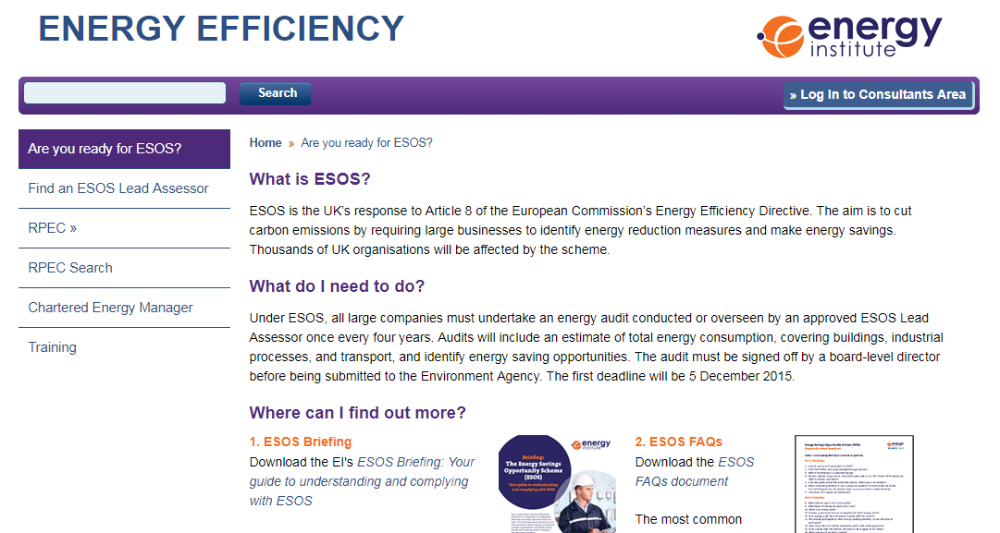 ENERGY EFFICIENCY
energy
institute
Search
» Log In to Consultants Area
Are you ready for ESOS?
Find an ESOS Lead Assessor
RPEC »
RPEC Search
Chartered Energy Manager
Training
Home » Are you ready for ESOS?
What is ESOS?
ESOS is the UK's response to Article 8 of the European Commission's Energy Efficiency Directive. The aim is to cut
carbon emissions by requiring large businesses to identify energy reduction measures and make energy savings.
Thousands of UK organisations will be affected by the scheme.
What do I need to do?
Under ESOS, all large companies must undertake an energy audit conducted or overseen by an approved ESOS Lead
Assessor once every four years. Audits will include an estimate of total energy consumption, covering buildings, industrial
processes, and transport, and identify energy saving opportunities. The audit must be signed off by a board-level director
before being submitted to the Environment Agency. The first deadline will be 5 December 2015.
Where can I find out more?
1. ESOS Briefing
Download the EI's ESOS Briefing: Your
guide to understanding and complying
with ESOS
energy
institute
Briefing:
The Energy Savings
Opportunity Scheme
(ESOS)
Your guide to understanding
and complying with ESOS
2. ESOS FAQs
Download the ESOS
FAQs document
The most common